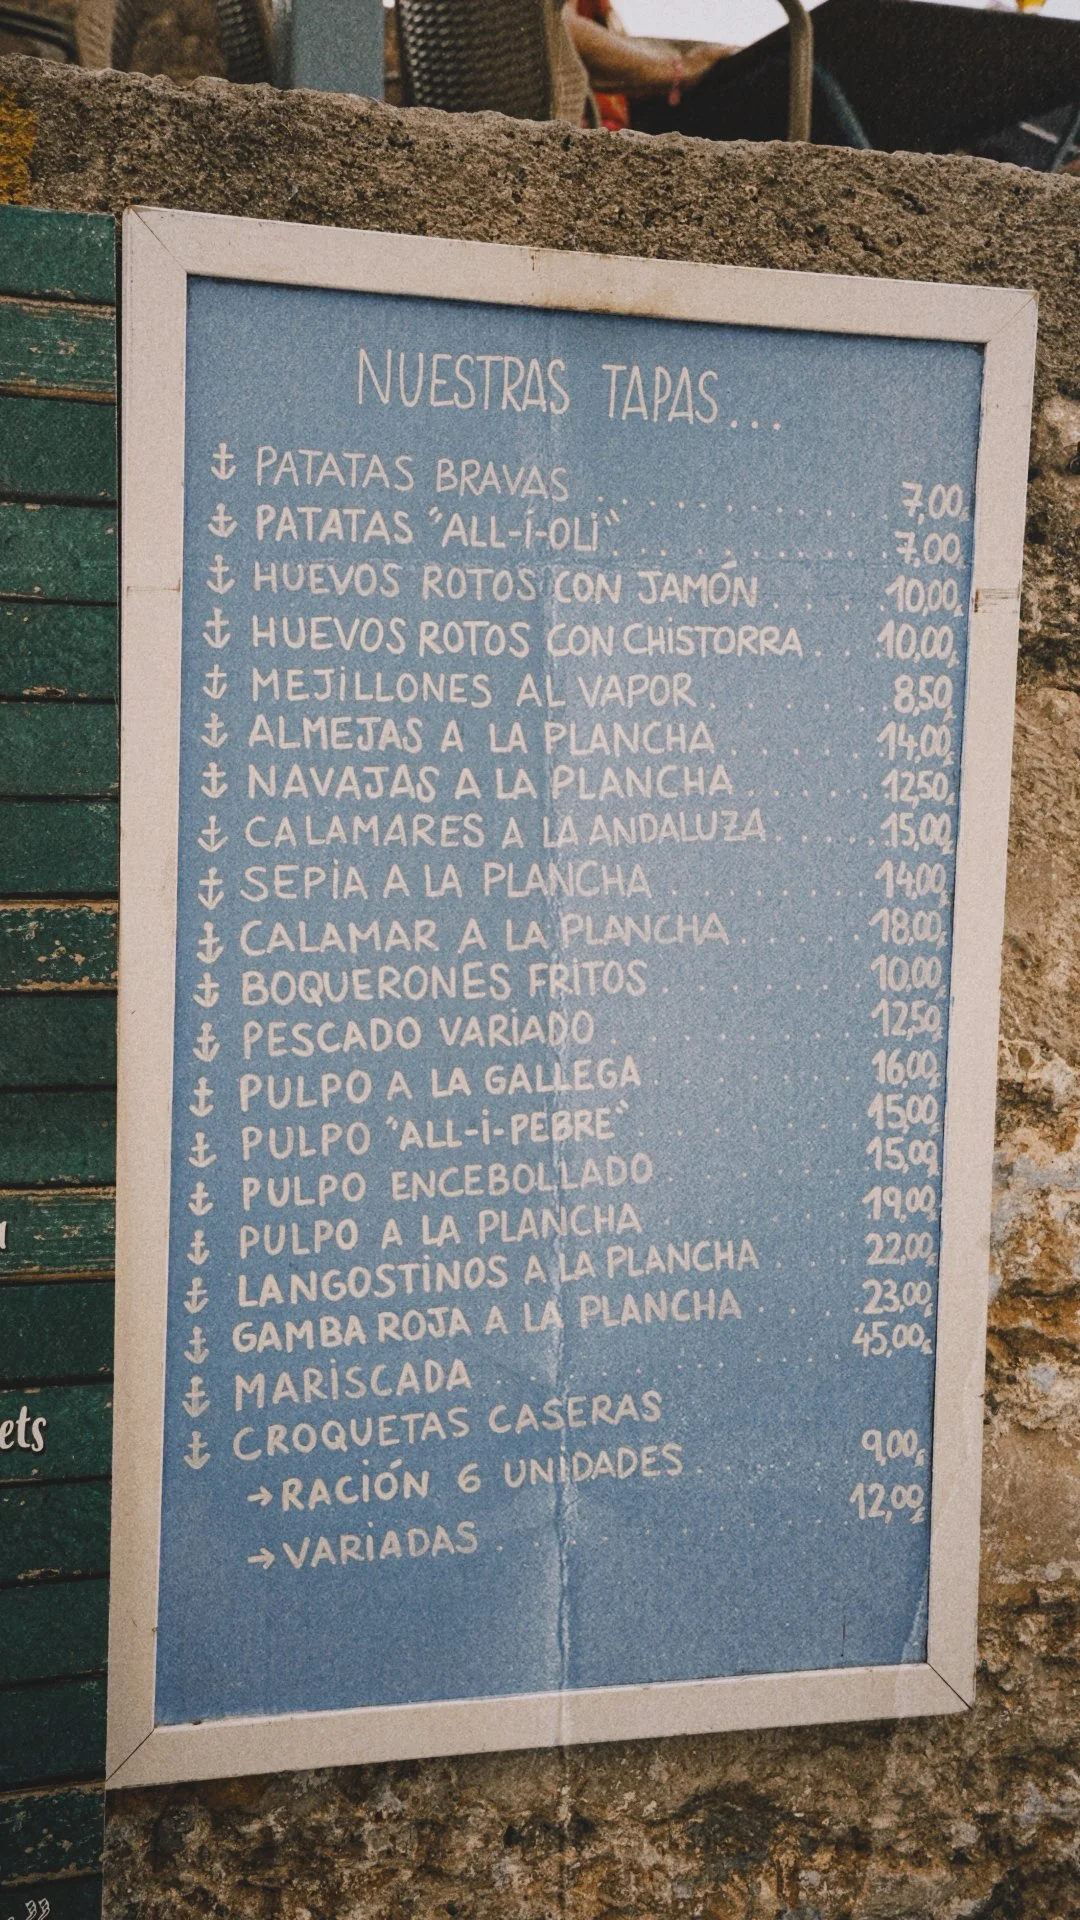 NUESTRAS TAPAS...
PATATAS BRAVAS . . . . . . . . . . . 7,00€
PATATAS "ALL-i-OLi" . . . . . . . . . . 7,00€
HUEVOS ROTOS CON JAMÓN . . . . 10,00€
HUEVOS ROTOS CON CHISTORRA . . . 10,00€
MEJiLLONES AL VAPOR . . . . . . . 8,50€
ALMEJAS A LA PLANCHA . . . . . . 14,00€
NAVAJAS A LA PLANCHA . . . . . . 12,50€
CALAMARES A LA ANDALUZA . . . . . 15,00€
SEPiA A LA PLANCHA . . . . . . . 14,00€
CALAMAR A LA PLANCHA . . . . . 18,00€
BOQUERONES FRiTOS . . . . . . . 10,00€
PESCADO VARiADO . . . . . . . . 12,50€
PULPO A LA GALLEGA . . . . . . . 16,00€
PULPO "ALL-i-PEBRE" . . . . . . . 15,00€
PULPO ENCEBOLLADO . . . . . . . 15,00€
PULPO A LA PLANCHA . . . . . . . 19,00€
LANGOSTiNOS A LA PLANCHA . . . . 22,00€
GAMBA ROJA A LA PLANCHA . . . . 23,00€
MARiSCADA . . . . . . . . . . . 45,00€
CROQUETAS CASERAS
→ RACiÓN 6 UNiDADES . . . . . . 9,00€
→ VARiADAS . . . . . . . . . . 12,00€
ets